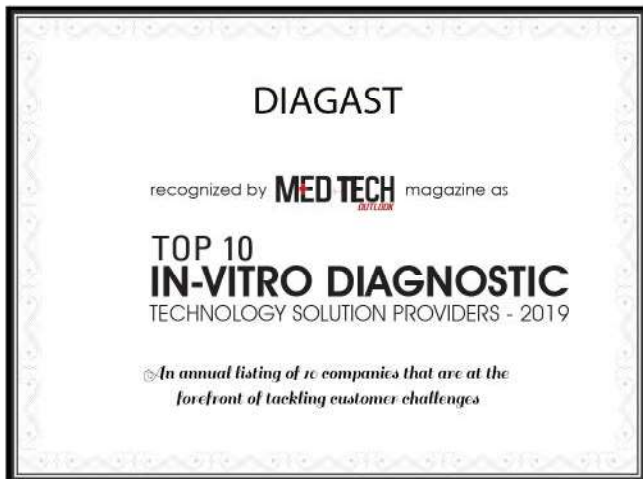 DIAGAST
recognized by MED TECH OUTLOOK magazine as
TOP 10
IN-VITRO DIAGNOSTIC
TECHNOLOGY SOLUTION PROVIDERS - 2019
An annual listing of 10 companies that are at the
forefront of tackling customer challenges